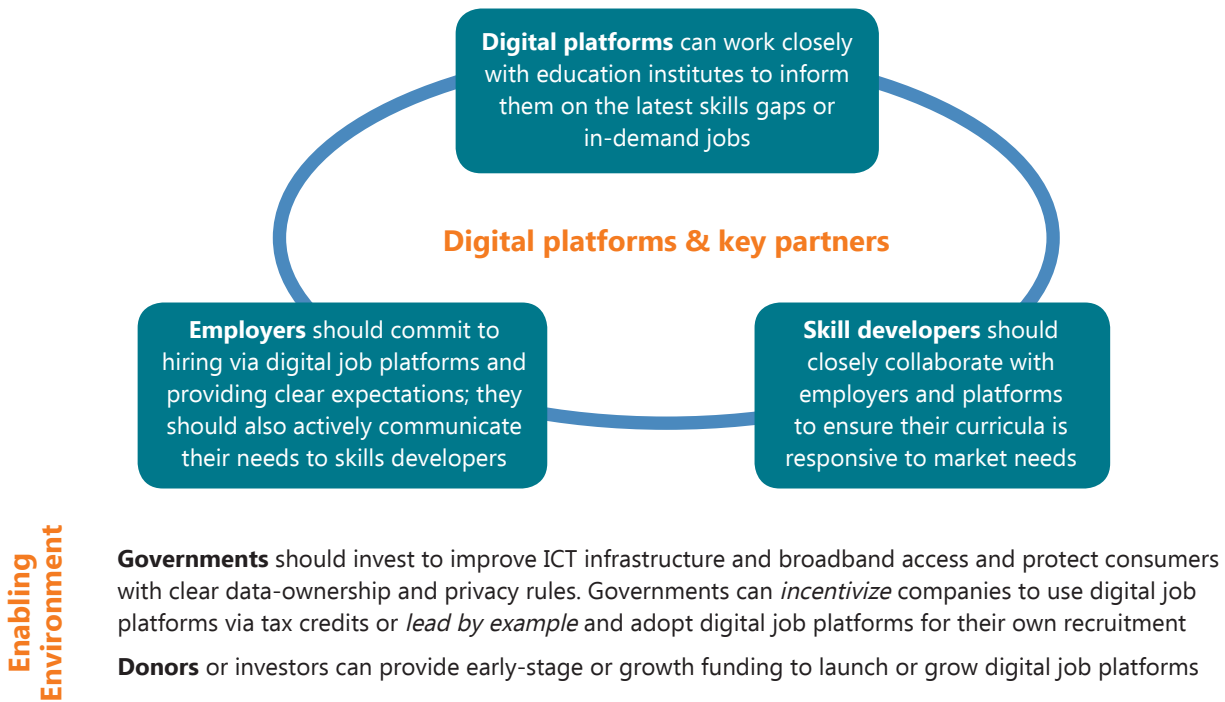 Digital platforms can work closely
with education institutes to inform
them on the latest skills gaps or
in-demand jobs
Digital platforms & key partners
Employers should commit to
hiring via digital job platforms and
providing clear expectations; they
should also actively communicate
their needs to skills developers
Skill developers should
closely collaborate with
employers and platforms
to ensure their curricula is
responsive to market needs
Enabling
Environment
Governments should invest to improve ICT infrastructure and broadband access and protect consumers
with clear data-ownership and privacy rules. Governments can incentivize companies to use digital job
platforms via tax credits or lead by example and adopt digital job platforms for their own recruitment
Donors or investors can provide early-stage or growth funding to launch or grow digital job platforms